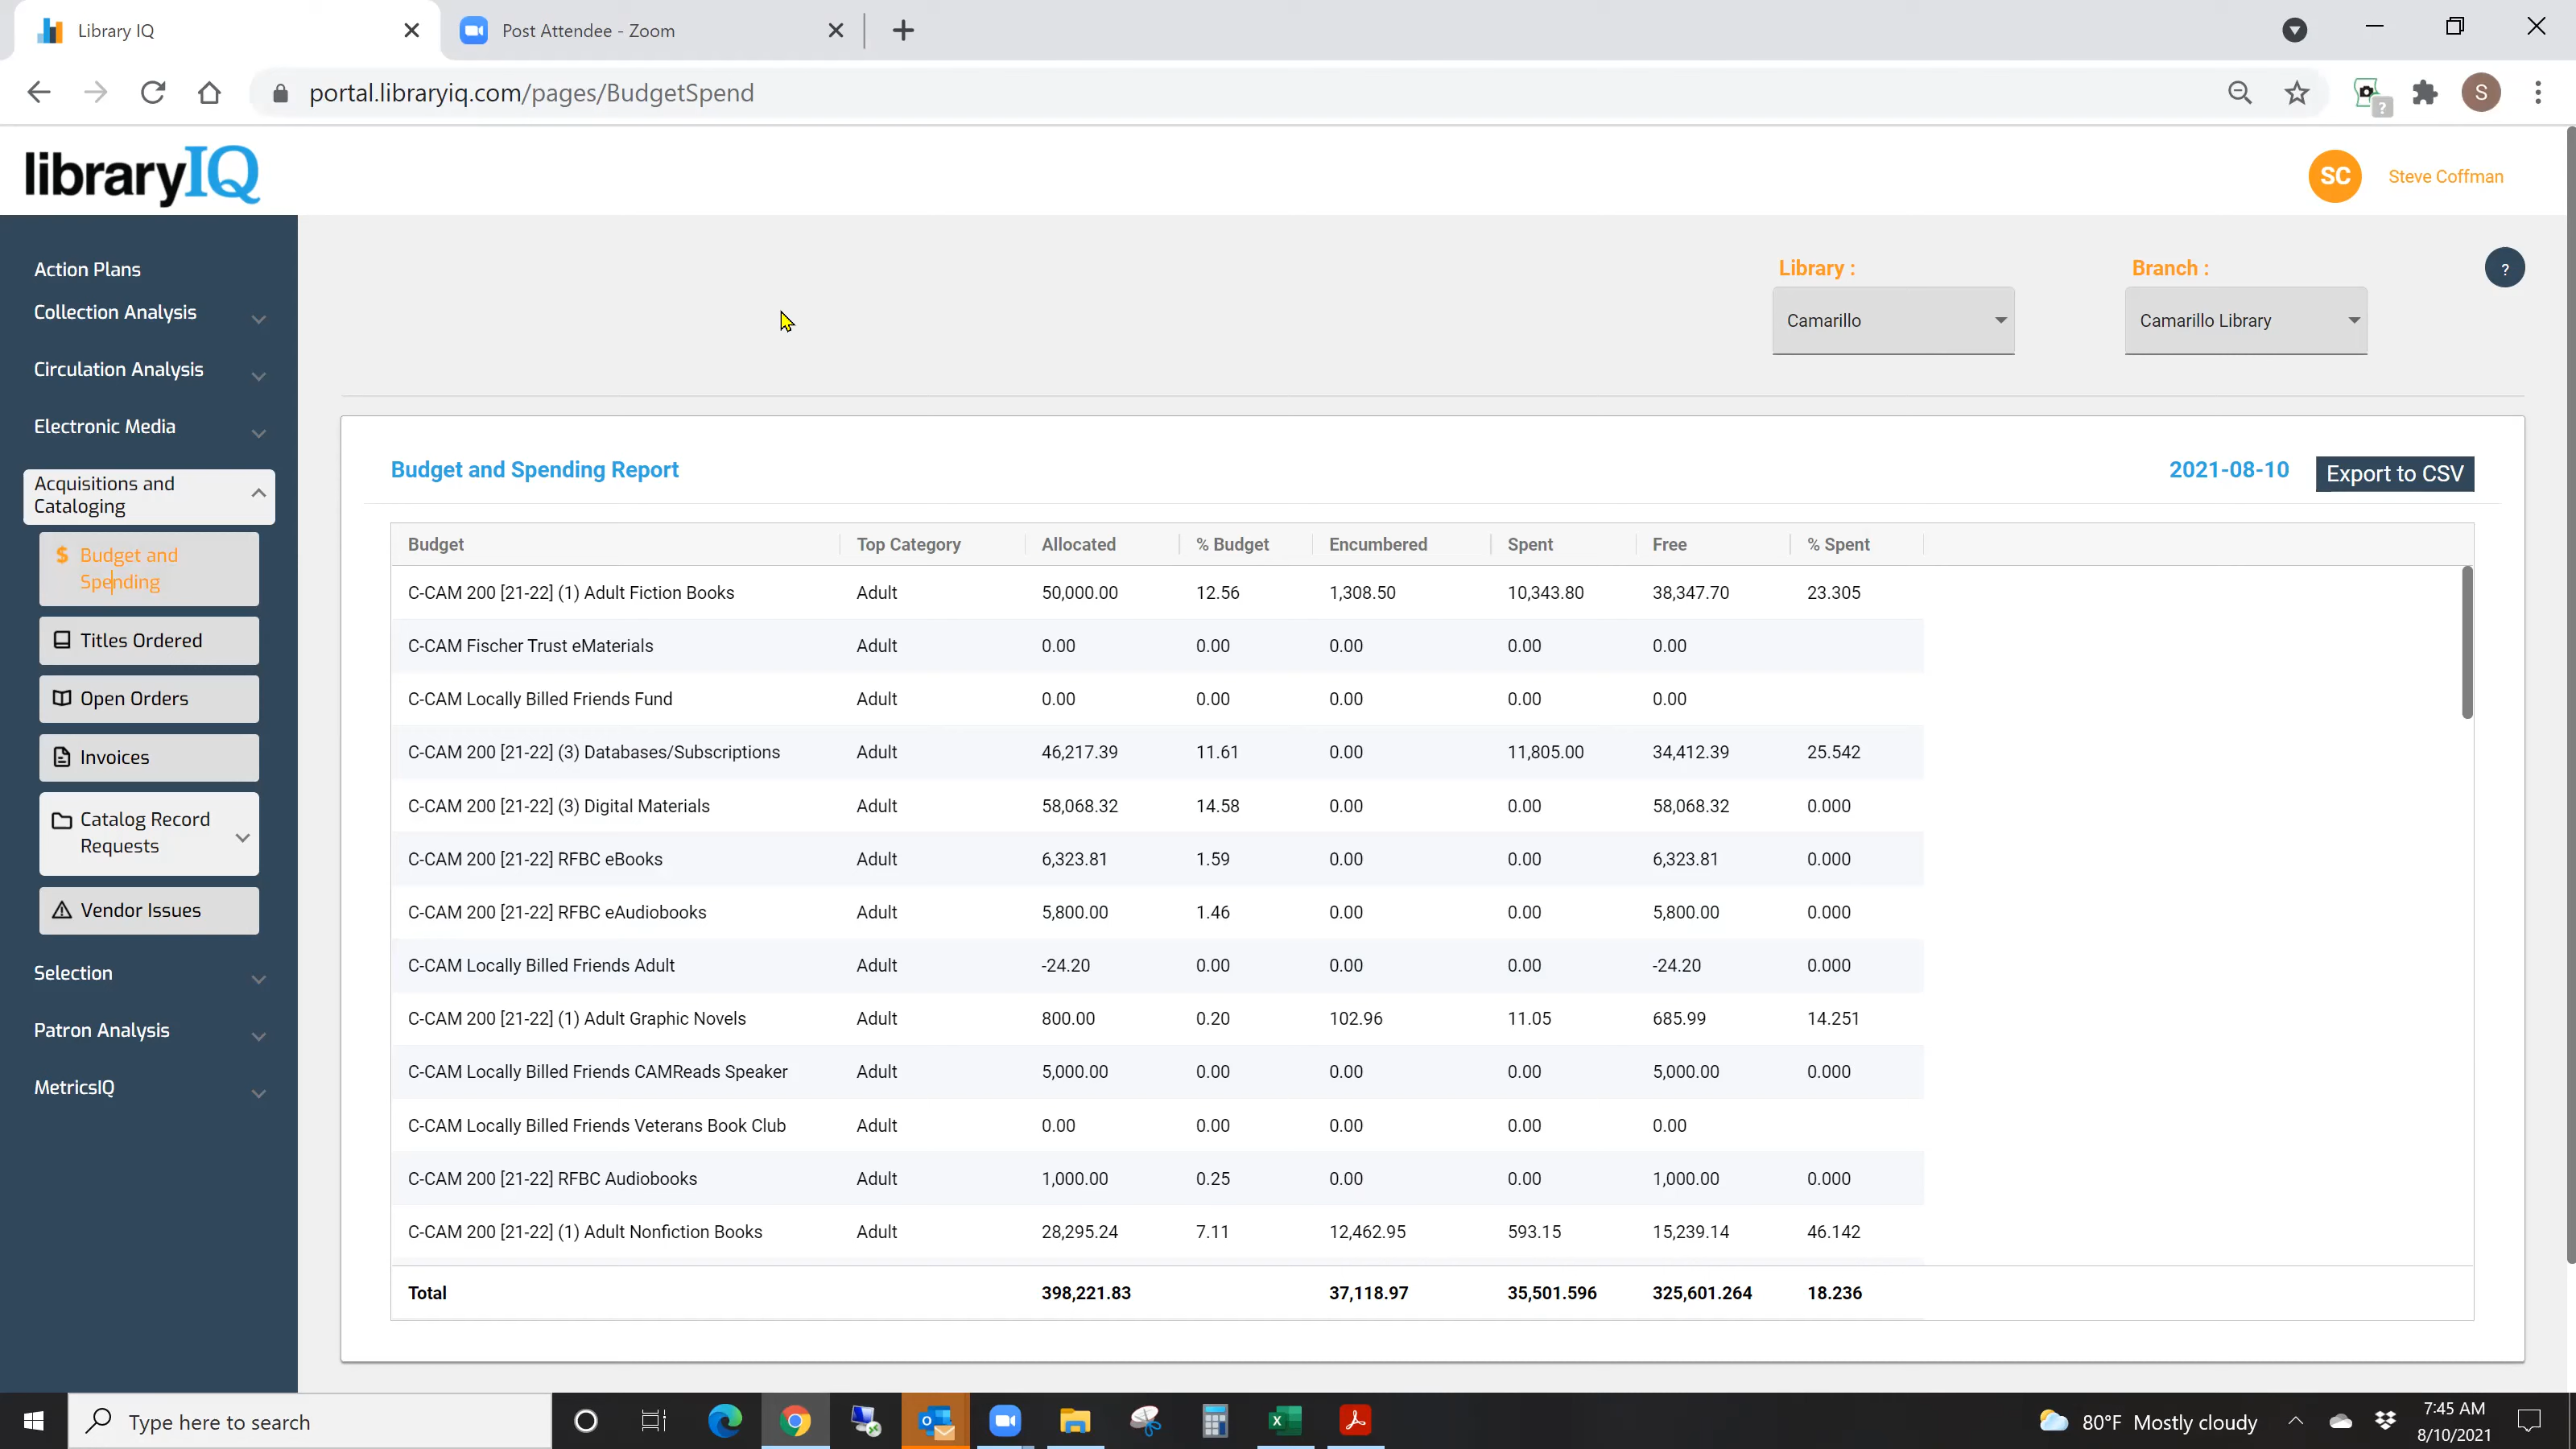 Library IQ
Post Attendee - Zoom
portal.libraryiq.com/pages/BudgetSpend
S
?
libraryIQ
SC Steve Coffman
Action Plans
Collection Analysis
Circulation Analysis
Electronic Media
Acquisitions and
Cataloging
$ Budget and
Spending
Titles Ordered
Open Orders
Invoices
Catalog Record
Requests
Vendor Issues
Selection
Patron Analysis
MetricsIQ
Library :
Camarillo
Branch :
Camarillo Library
?
Budget and Spending Report
2021-08-10
Export to CSV
Budget Top Category Allocated % Budget Encumbered Spent Free % Spent
C-CAM 200 [21-22] (1) Adult Fiction Books Adult 50,000.00 12.56 1,308.50 10,343.80 38,347.70 23.305
C-CAM Fischer Trust eMaterials Adult 0.00 0.00 0.00 0.00 0.00
C-CAM Locally Billed Friends Fund Adult 0.00 0.00 0.00 0.00 0.00
C-CAM 200 [21-22] (3) Databases/Subscriptions Adult 46,217.39 11.61 0.00 11,805.00 34,412.39 25.542
C-CAM 200 [21-22] (3) Digital Materials Adult 58,068.32 14.58 0.00 0.00 58,068.32 0.000
C-CAM 200 [21-22] RFBC eBooks Adult 6,323.81 1.59 0.00 0.00 6,323.81 0.000
C-CAM 200 [21-22] RFBC eAudiobooks Adult 5,800.00 1.46 0.00 0.00 5,800.00 0.000
C-CAM Locally Billed Friends Adult Adult -24.20 0.00 0.00 0.00 -24.20 0.000
C-CAM 200 [21-22] (1) Adult Graphic Novels Adult 800.00 0.20 102.96 11.05 685.99 14.251
C-CAM Locally Billed Friends CAMReads Speaker Adult 5,000.00 0.00 0.00 0.00 5,000.00 0.000
C-CAM Locally Billed Friends Veterans Book Club Adult 0.00 0.00 0.00 0.00 0.00
C-CAM 200 [21-22] RFBC Audiobooks Adult 1,000.00 0.25 0.00 0.00 1,000.00 0.000
C-CAM 200 [21-22] (1) Adult Nonfiction Books Adult 28,295.24 7.11 12,462.95 593.15 15,239.14 46.142
Total 398,221.83 37,118.97 35,501.596 325,601.264 18.236
Type here to search
80°F Mostly cloudy
7:45 AM
8/10/2021